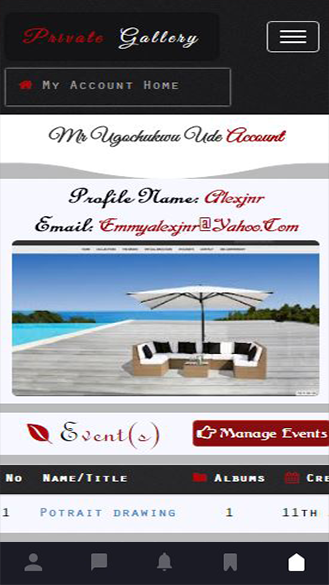 Private Gallery
My Account Home
Mr Ugochukwu Ude Account
Profile Name: Alexjnr
Email: Emmyalexjnr@Yahoo.Com
Event(s)
Manage Events
No Name/Title Albums Cre
1 Potrait drawing 1 11th